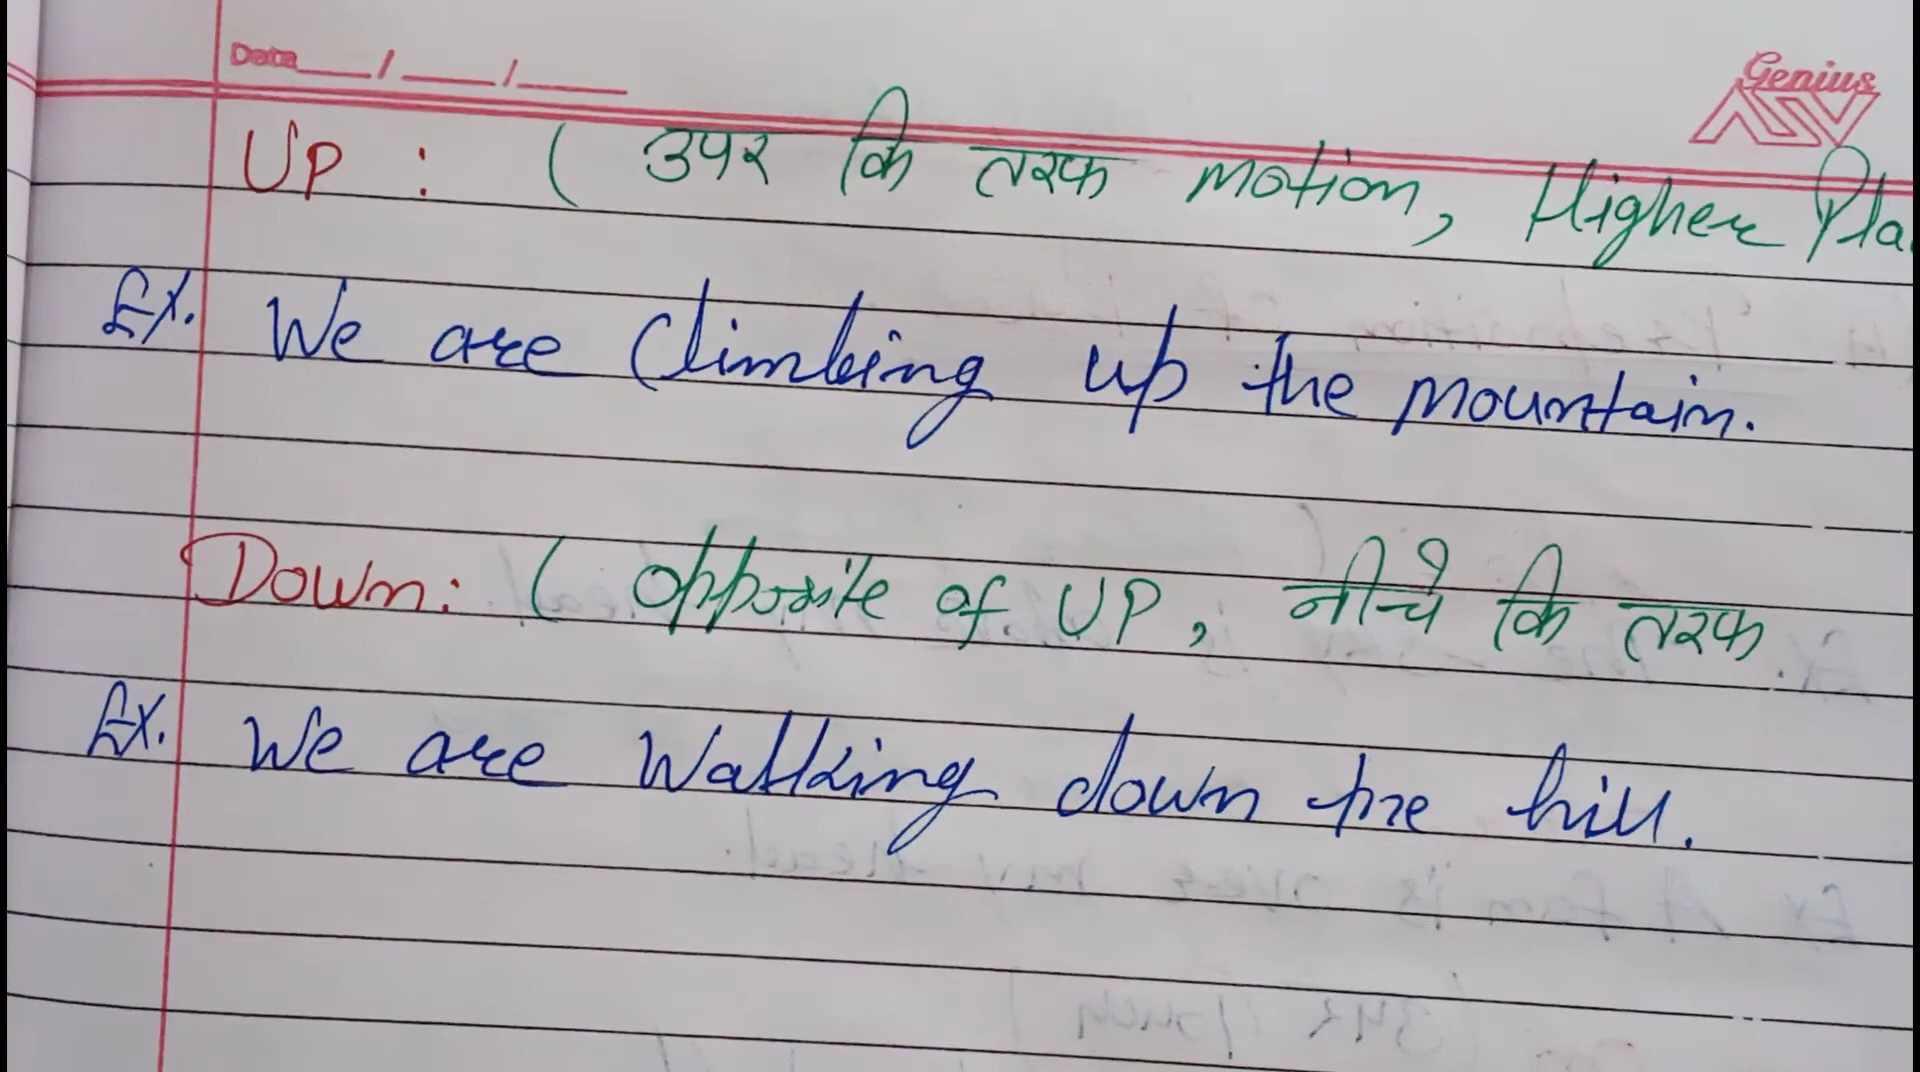 Date / /
Genius
UP : ( उपर कि तरफ motion, Higher Pla
Ex. We are Climbing up the mountain.
Down: ( opposite of UP, नीचे कि तरफ
Ex. We are Walking down the hill.